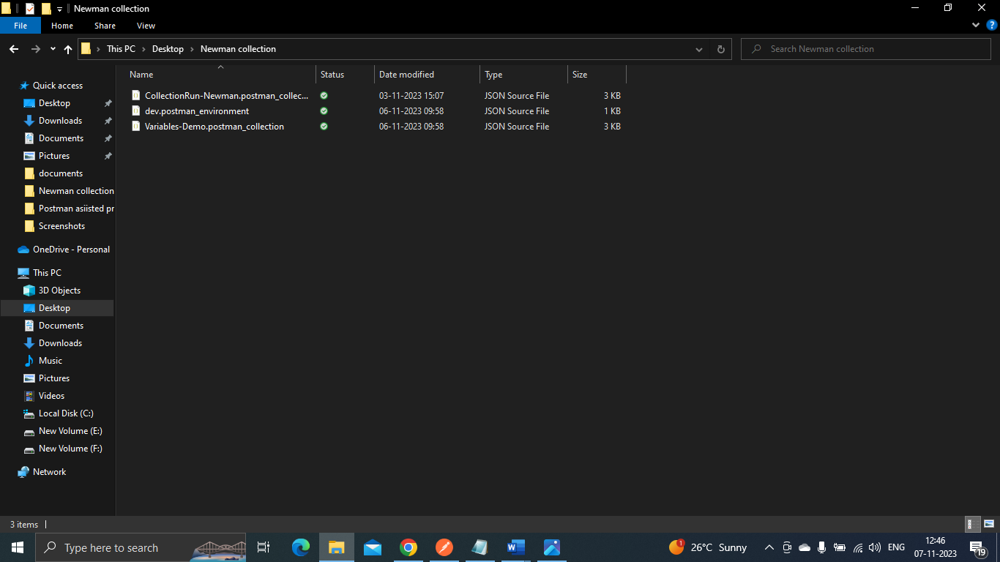 Newman collection
File Home Share View
This PC Desktop Newman collection Search Newman collection
Name Status Date modified Type Size
CollectionRun-Newman.postman_collec... 03-11-2023 15:07 JSON Source File 3 KB
dev.postman_environment 06-11-2023 09:58 JSON Source File 1 KB
Variables-Demo.postman_collection 06-11-2023 09:58 JSON Source File 3 KB
Quick access
Desktop
Downloads
Documents
Pictures
documents
Newman collection
Postman asiisted pr
Screenshots
OneDrive - Personal
This PC
3D Objects
Desktop
Documents
Downloads
Music
Pictures
Videos
Local Disk (C:)
New Volume (E:)
New Volume (F:)
Network
3 items
Type here to search 1 26°C Sunny ENG 12:46
07-11-2023 19